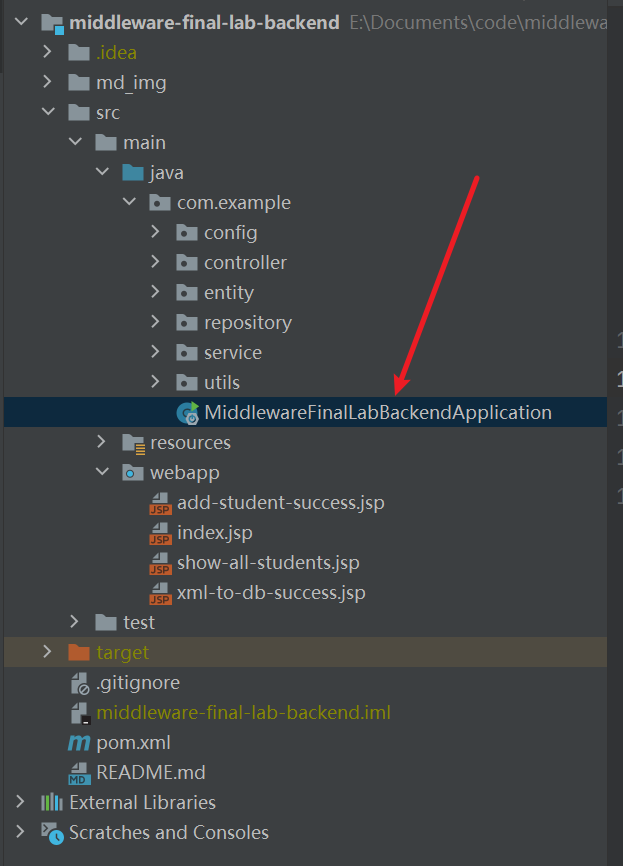 middleware-final-lab-backend E:\Documents\code\middlewa
.idea
md_img
src
main
java
com.example
config
controller
entity
repository
service
utils
MiddlewareFinalLabBackendApplication
resources
webapp
JSP add-student-success.jsp
JSP index.jsp
JSP show-all-students.jsp
JSP xml-to-db-success.jsp
test
target
.gitignore
middleware-final-lab-backend.iml
m pom.xml
MD README.md
External Libraries
Scratches and Consoles